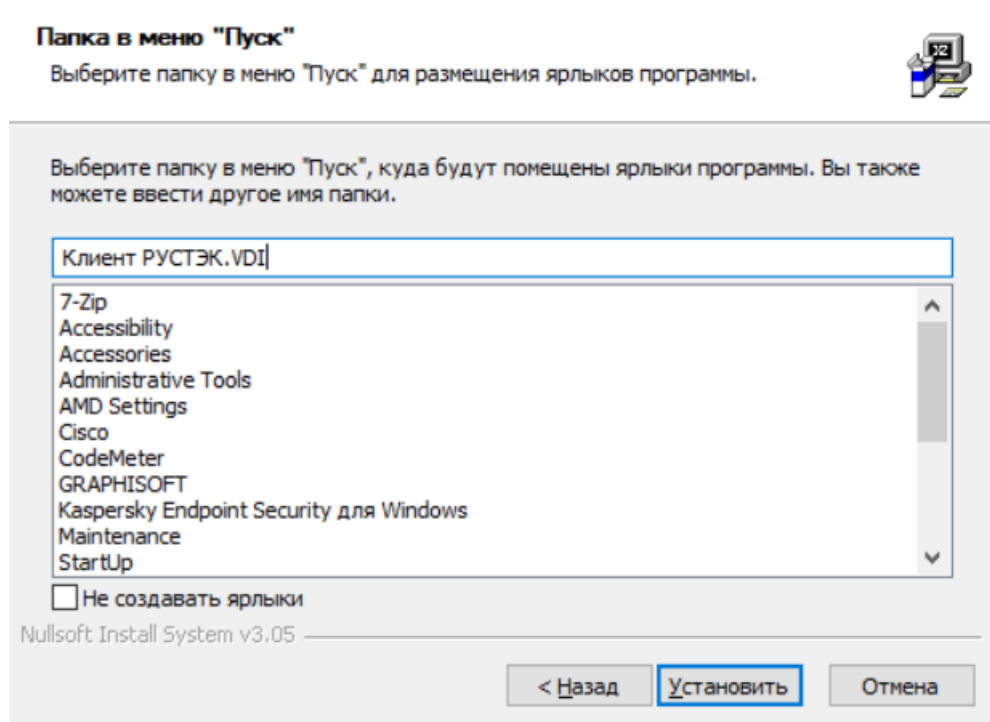 Папка в меню "Пуск"
Выберите папку в меню "Пуск" для размещения ярлыков программы.
Выберите папку в меню "Пуск", куда будут помещены ярлыки программы. Вы также
можете ввести другое имя папки.
Клиент РУСТЭК.VDI
7-Zip
Accessibility
Accessories
Administrative Tools
AMD Settings
Cisco
CodeMeter
GRAPHISOFT
Kaspersky Endpoint Security для Windows
Maintenance
StartUp
Не создавать ярлыки
Nullsoft Install System v3.05
< Назад
Установить
Отмена